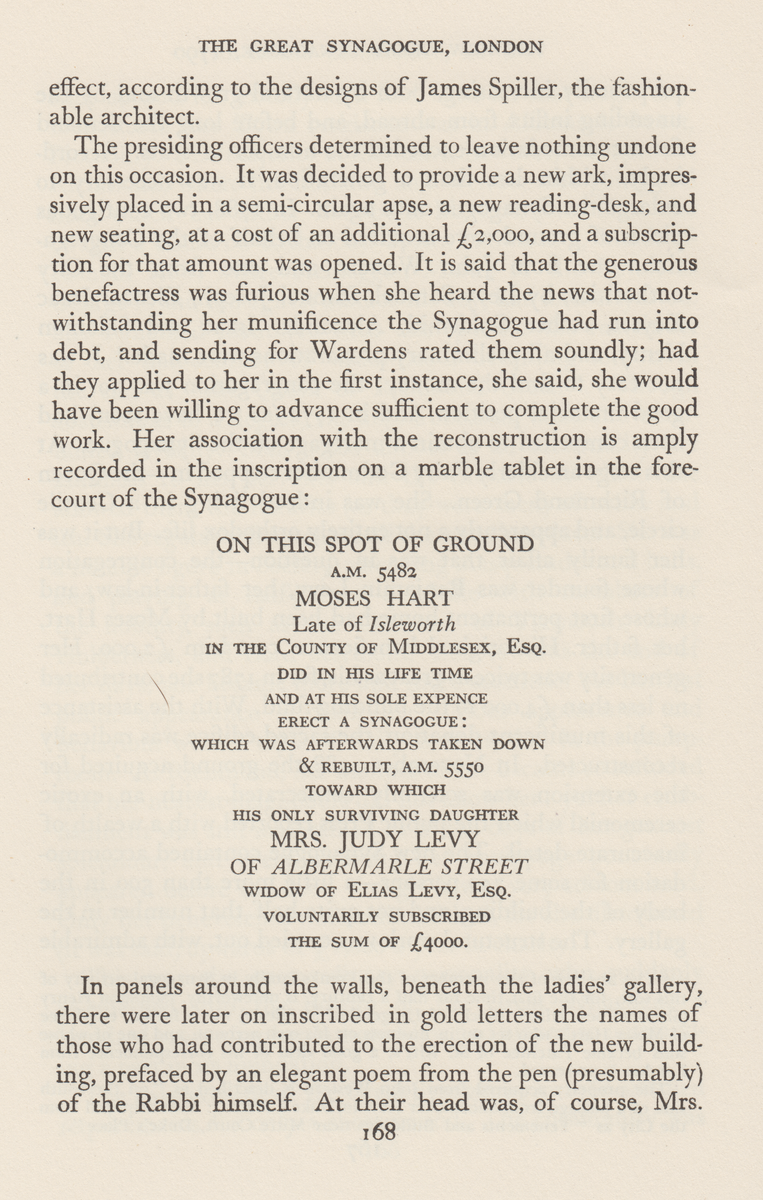 THE GREAT SYNAGOGUE, LONDON
effect, according to the designs of James Spiller, the fashion-
able architect.
The presiding officers determined to leave nothing undone
on this occasion. It was decided to provide a new ark, impres-
sively placed in a semi-circular apse, a new reading-desk, and
new seating, at a cost of an additional £2,000, and a subscrip-
tion for that amount was opened. It is said that the generous
benefactress was furious when she heard the news that not-
withstanding her munificence the Synagogue had run into
debt, and sending for Wardens rated them soundly; had
they applied to her in the first instance, she said, she would
have been willing to advance sufficient to complete the good
work. Her association with the reconstruction is amply
recorded in the inscription on a marble tablet in the fore-
court of the Synagogue:
ON THIS SPOT OF GROUND
A.M. 5482
MOSES HART
Late of Isleworth
IN THE COUNTY OF MIDDLESEX, ESQ.
DID IN HIS LIFE TIME
AND AT HIS SOLE EXPENCE
ERECT A SYNAGOGUE:
WHICH WAS AFTERWARDS TAKEN DOWN
& REBUILT, A.M. 5550
TOWARD WHICH
HIS ONLY SURVIVING DAUGHTER
MRS. JUDY LEVY
OF ALBERMARLE STREET
WIDOW OF ELIAS LEVY, ESQ.
VOLUNTARILY SUBSCRIBED
THE SUM OF £4000.
In panels around the walls, beneath the ladies' gallery,
there were later on inscribed in gold letters the names of
those who had contributed to the erection of the new build-
ing, prefaced by an elegant poem from the pen (presumably)
of the Rabbi himself. At their head was, of course, Mrs.
168